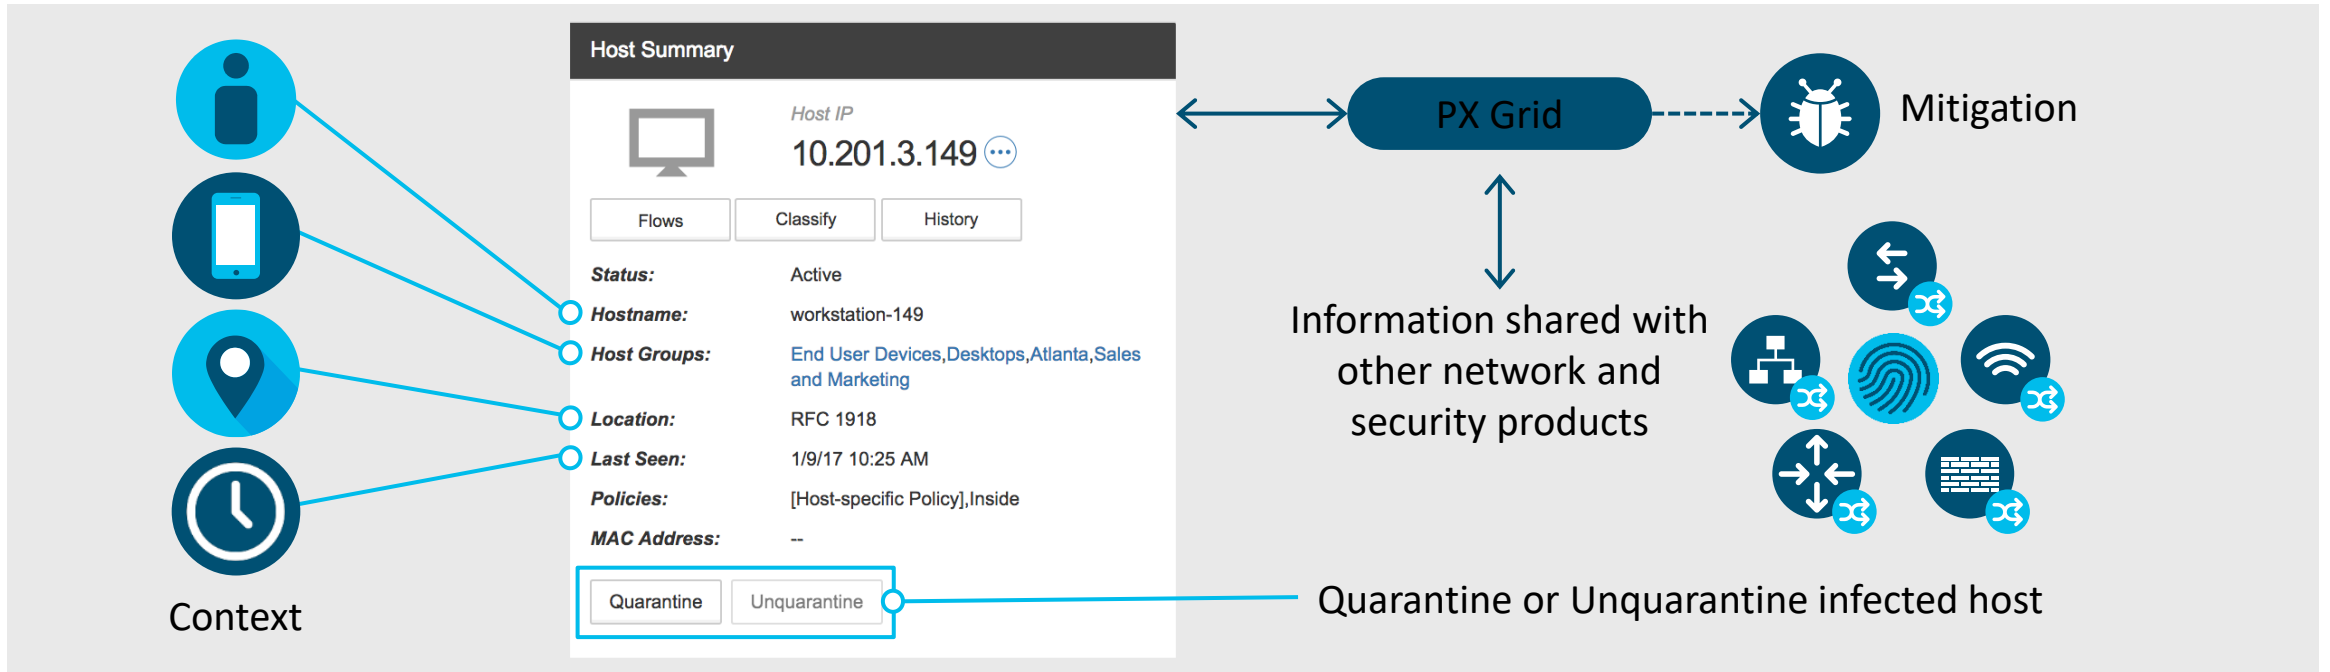 Host Summary
Host IP
10.201.3.149
Flows
Classify
History
Status: Active
Hostname: workstation-149
Host Groups: End User Devices,Desktops,Atlanta,Sales
and Marketing
Location: RFC 1918
Last Seen: 1/9/17 10:25 AM
Policies: [Host-specific Policy],Inside
MAC Address: --
Quarantine
Unquarantine
Context
PX Grid
Mitigation
Information shared with
other network and
security products
Quarantine or Unquarantine infected host